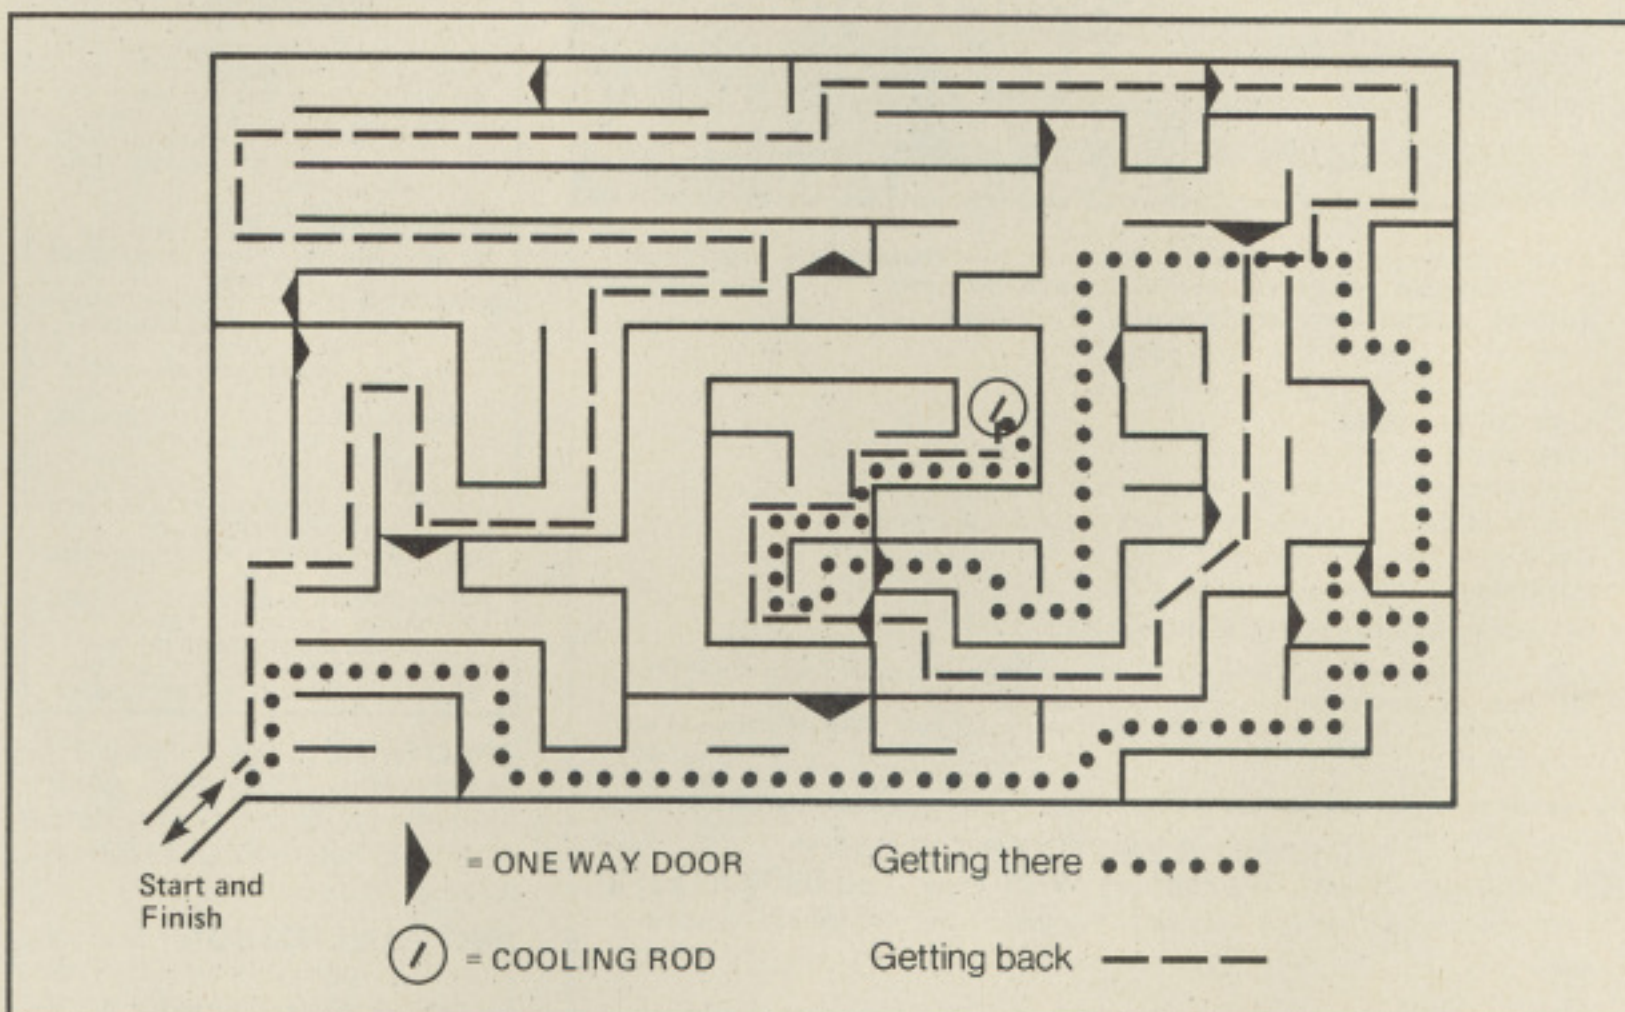 = ONE WAY DOOR
Getting there
Start and
Finish
= COOLING ROD
Getting back